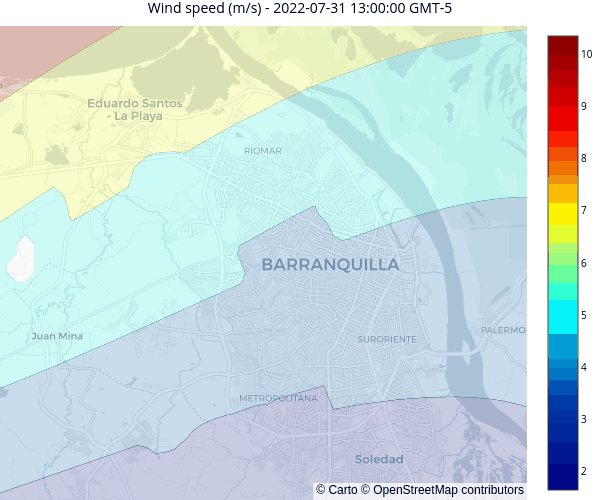 Wind speed (m/s) - 2022-07-31 13:00:00 GMT-5
10
Eduardo Santos
- La Playa
9
RIOMAR
8
7
BARRANQUILLA
6
5
Juan Mina
SURORIENTE
PALERMO
4
METROPOLITANA
3
Soledad
2
© Carto © OpenStreetMap contributors